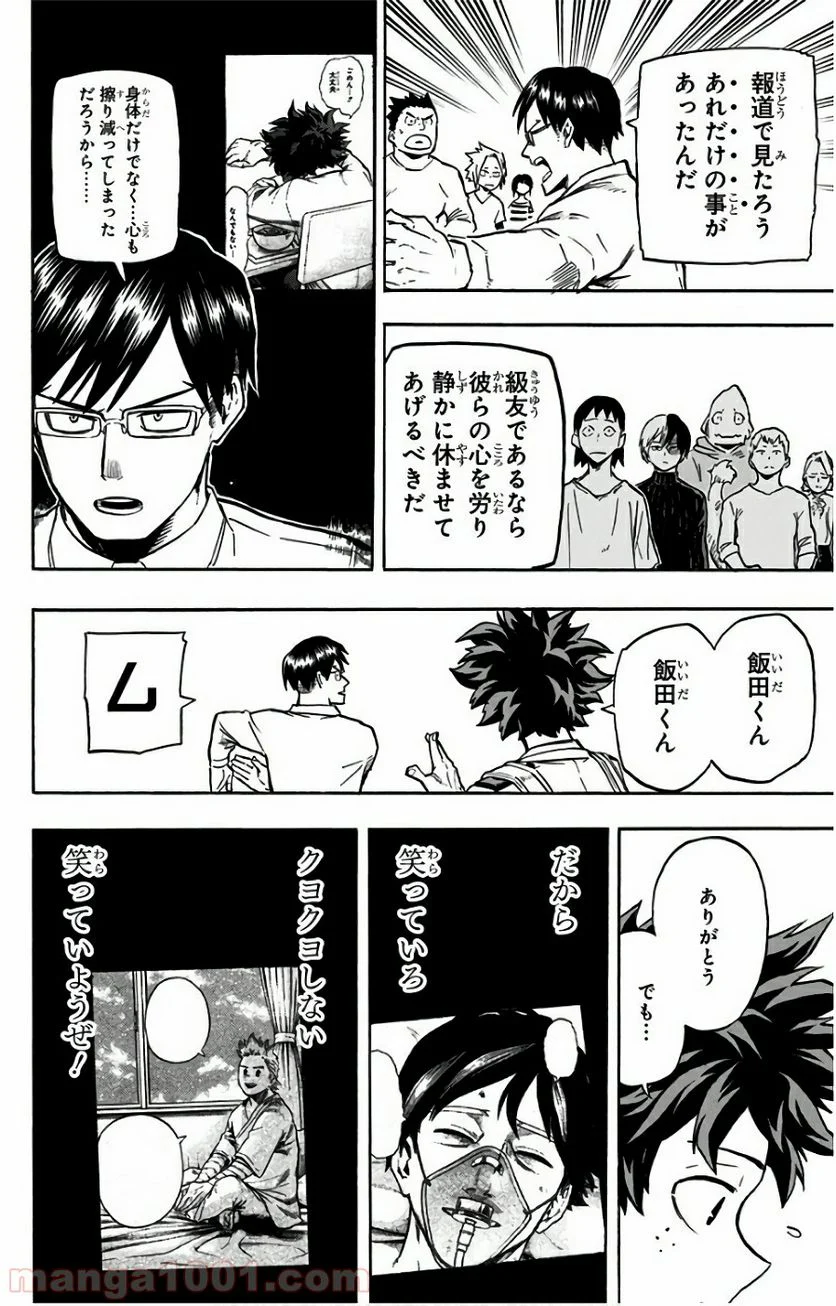 報道で見たろう
あれだけの事が
あったんだ
級友であるなら
彼らの心を労り
静かに休ませて
あげるべきだ
ごめん…!
大丈夫
なんでもない…
身体だけでなく…心も
擦り減ってしまった
だろうから……
飯田くん
飯田くん
ム
ありがとう
でも…
だから
笑っている
クヨクヨしない
笑っていようぜ!
manga1001.com